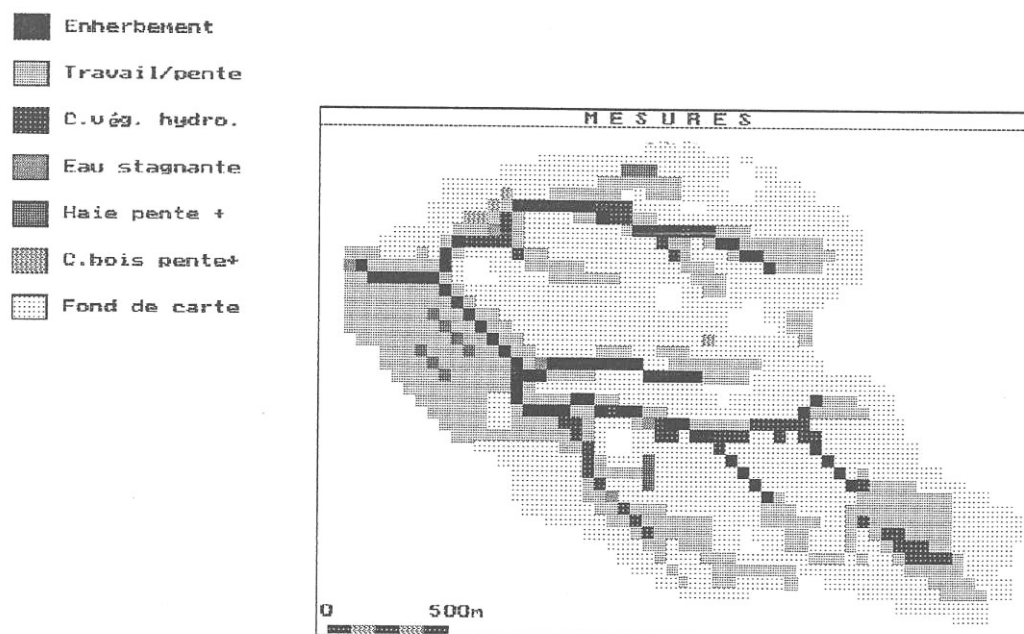 Enherbement
Travail/pente
C.vég. hydro.
Eau stagnante
Haie pente +
C.bois pente+
Fond de carte
MESURES
0 500m